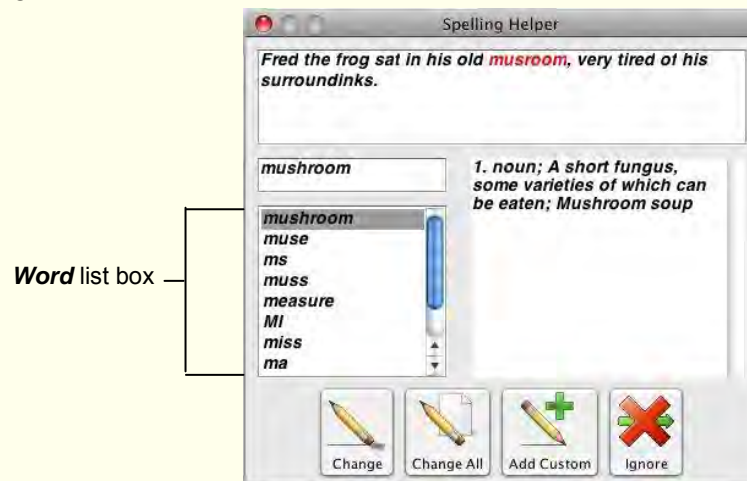 Spelling Helper
Fred the frog sat in his old musroom, very tired of his
surroundinks.
mushroom
1. noun; A short fungus,
some varieties of which can
be eaten; Mushroom soup
mushroom
muse
ms
muss
measure
MI
miss
ma
Word list box
Change
Change All
Add Custom
Ignore